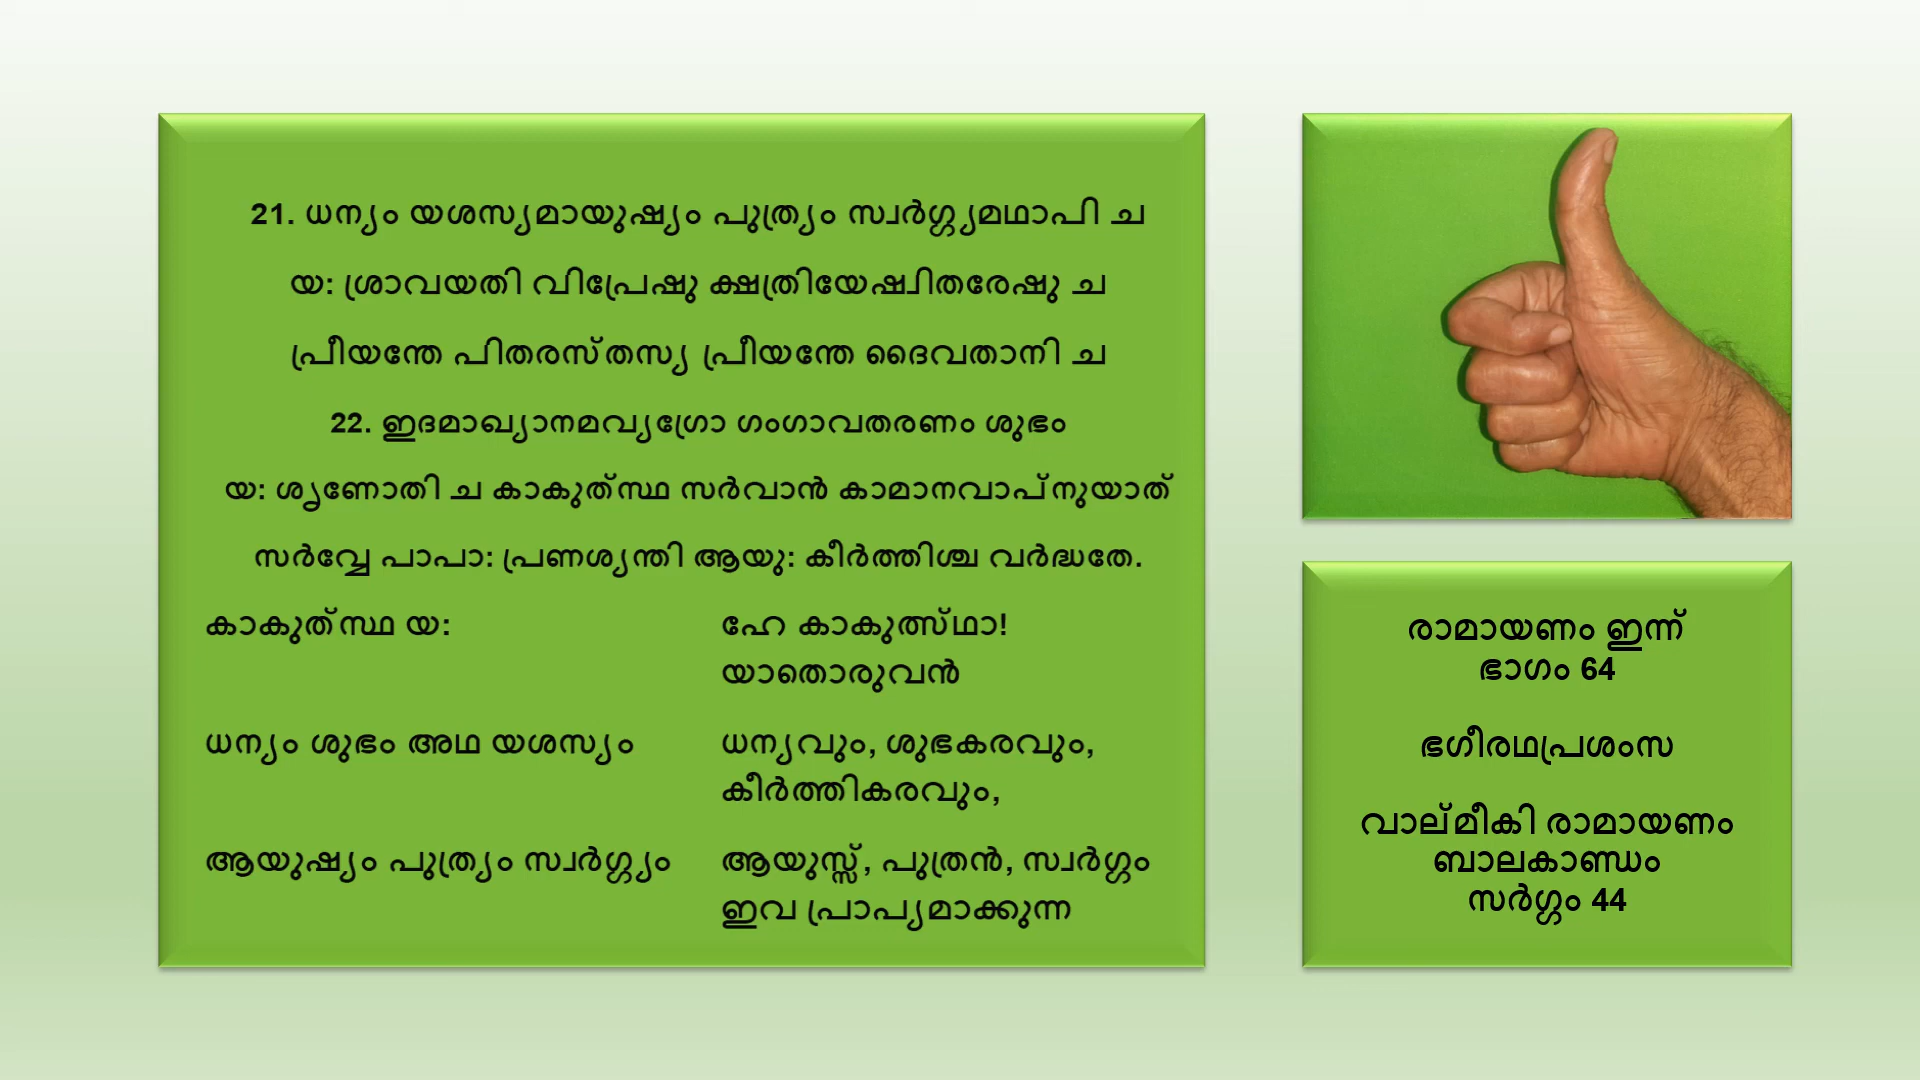 21. ധന്യം യശസ്യമായുഷ്യം പുത്ര്യം സ്വർഗ്ഗ്യമഥാപി ച
യ: ശ്രാവയതി വിപ്രേഷു ക്ഷത്രിയേഷ്വിതരേഷു ച
പ്രീയന്തേ പിതരസ്തസ്യ പ്രീയന്തേ ദൈവതാനി ച
22. ഇദമാഖ്യാനമവ്യഗ്രോ ഗംഗാവതരണം ശുഭം
യ: ശൃണോതി ച കാകുത്സ്ഥ സർവാൻ കാമാനവാപ്നുയാത്
സർവ്വേ പാപാ: പ്രണശ്യന്തി ആയു: കീർത്തിശ്ച വർദ്ധതേ.
കാകുത്സ്ഥ യ:
ഹേ കാകുത്സ്ഥാ!
യാതൊരുവൻ
ധന്യം ശുഭം അഥ യശസ്യം
ധന്യവും, ശുഭകരവും,
കീർത്തികരവും,
ആയുഷ്യം പുത്ര്യം സ്വർഗ്ഗ്യം
ആയുസ്സ്, പുത്രൻ, സ്വർഗ്ഗം
ഇവ പ്രാപ്യമാക്കുന്ന
രാമായണം ഇന്ന്
ഭാഗം 64
ഭഗീരഥപ്രശംസ
വാല്മീകി രാമായണം
ബാലകാണ്ഡം
സർഗ്ഗം 44